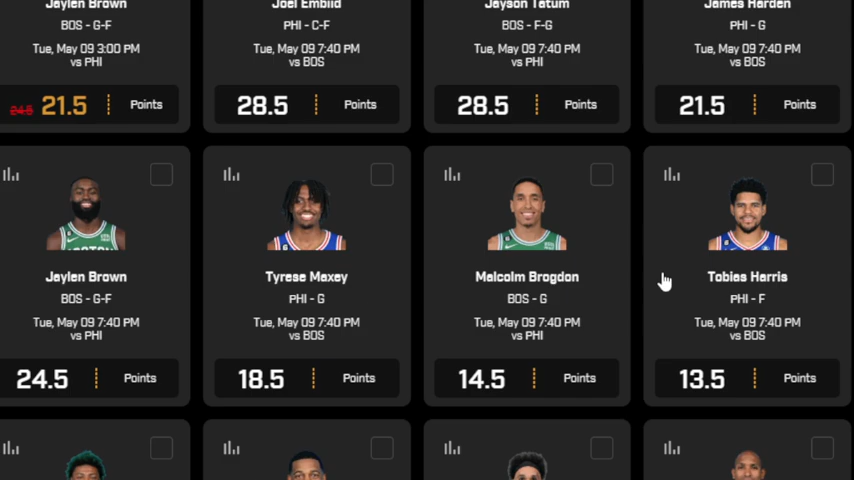 Jaylen Brown
Joel Embiid
Jayson Tatum
James Harden
BOS - G-F
PHI - C-F
BOS - F-G
PHI - G
Tue, May 09 3:00 PM
vs PHI
Tue, May 09 7:40 PM
vs BOS
Tue, May 09 7:40 PM
vs PHI
Tue, May 09 7:40 PM
vs BOS
24.5 21.5 Points
28.5 Points
28.5 Points
21.5 Points
Jaylen Brown
BOS - G-F
Tue, May 09 7:40 PM
vs PHI
24.5 Points
Tyrese Maxey
PHI - G
Tue, May 09 7:40 PM
vs BOS
18.5 Points
Malcolm Brogdon
BOS - G
Tue, May 09 7:40 PM
vs PHI
14.5 Points
Tobias Harris
PHI - F
Tue, May 09 7:40 PM
vs BOS
13.5 Points